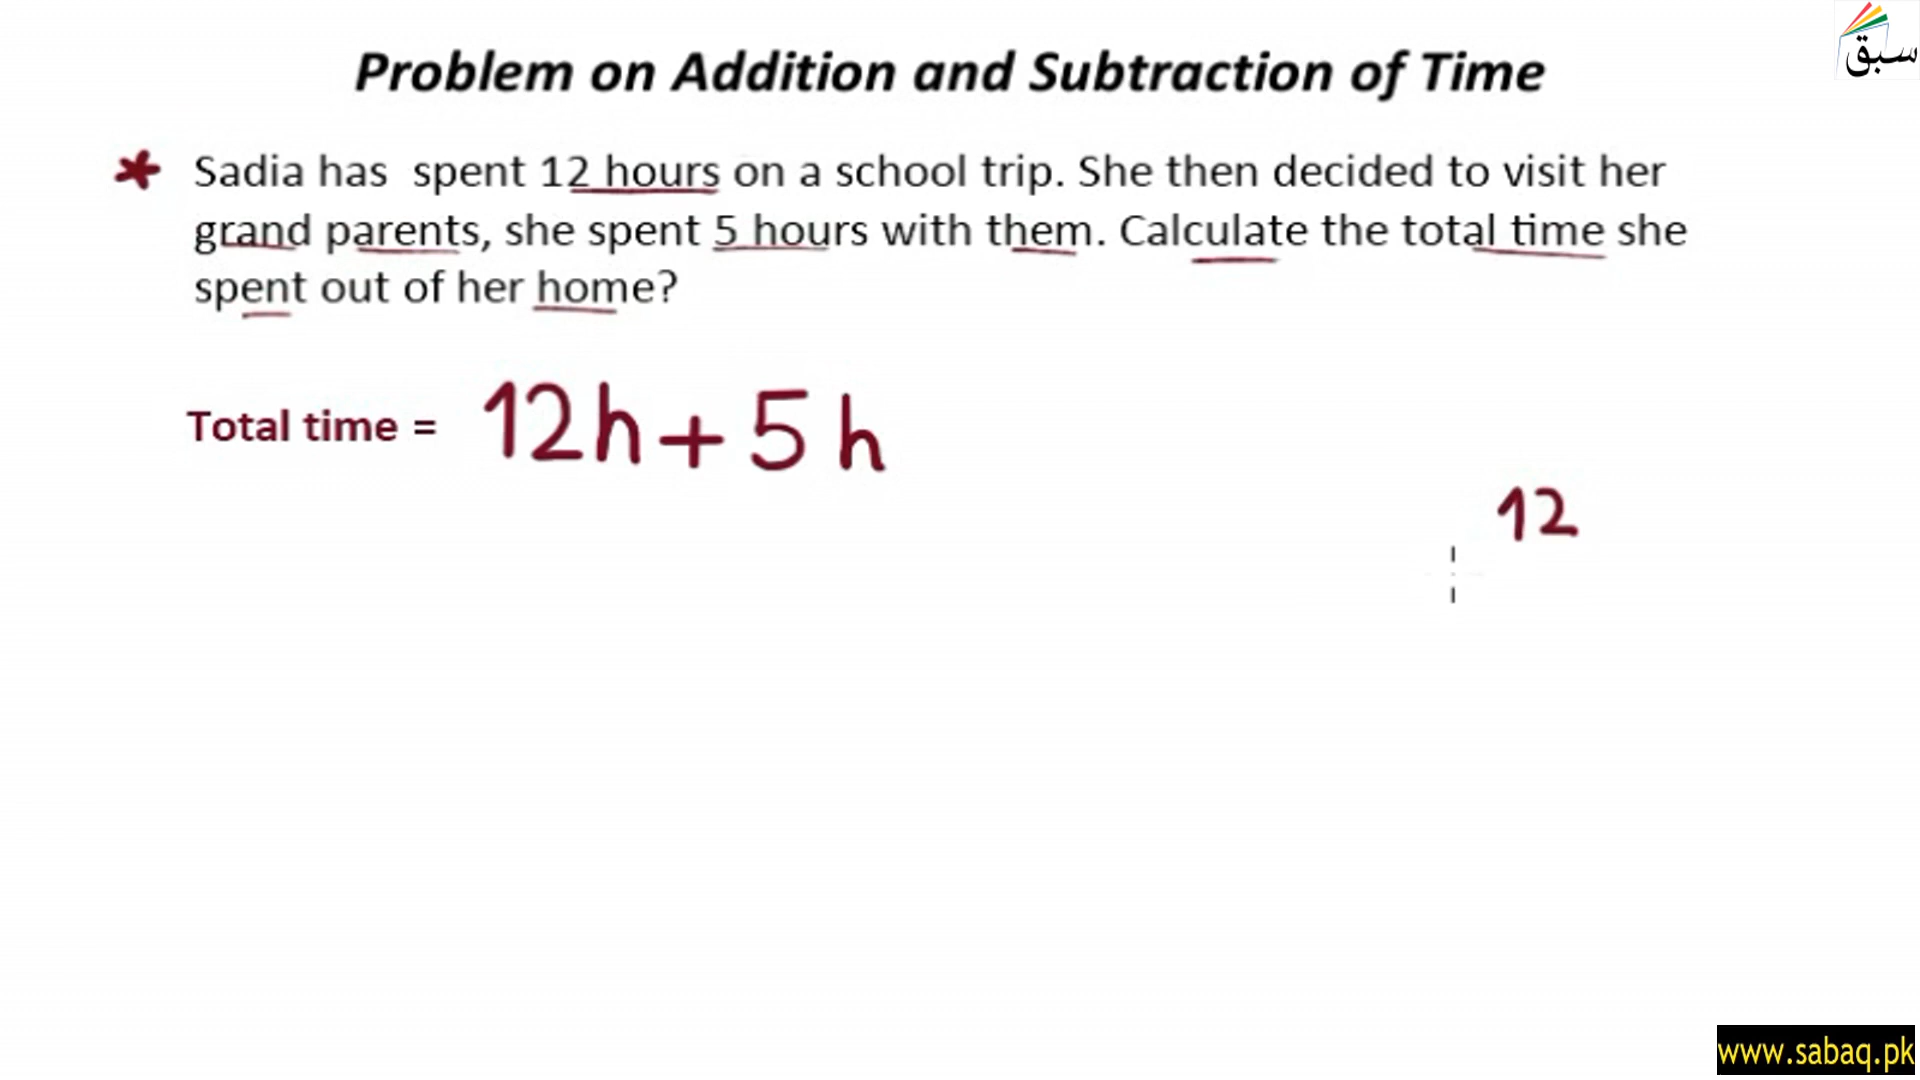 سبق
Problem on Addition and Subtraction of Time
* Sadia has spent 12 hours on a school trip. She then decided to visit her
grand parents, she spent 5 hours with them. Calculate the total time she
spent out of her home?
Total time = 12h + 5 h
12
www.sabaq.pk